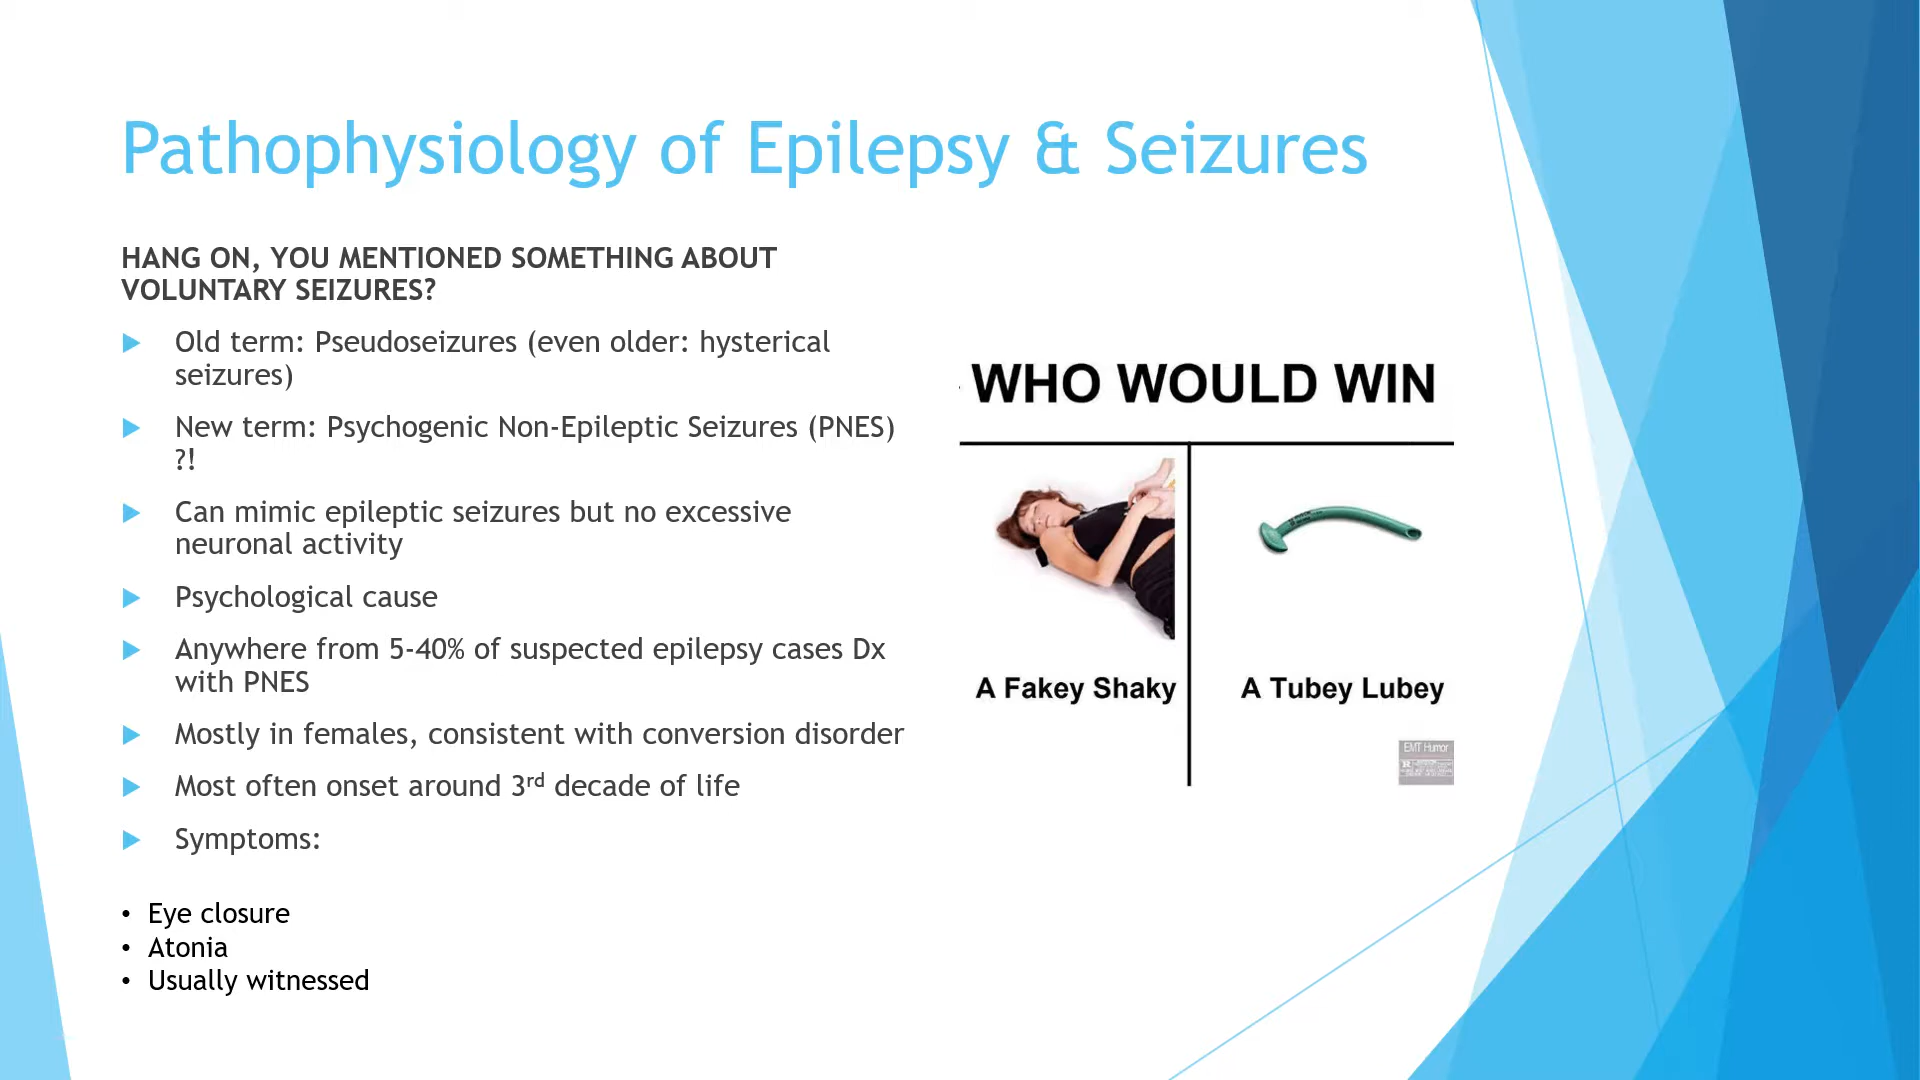 Pathophysiology of Epilepsy & Seizures
HANG ON, YOU MENTIONED SOMETHING ABOUT
VOLUNTARY SEIZURES?
Old term: Pseudoseizures (even older: hysterical
seizures)
New term: Psychogenic Non-Epileptic Seizures (PNES)
?!
Can mimic epileptic seizures but no excessive
neuronal activity
Psychological cause
Anywhere from 5-40% of suspected epilepsy cases Dx
with PNES
Mostly in females, consistent with conversion disorder
Most often onset around 3rd decade of life
Symptoms:
• Eye closure
• Atonia
• Usually witnessed
WHO WOULD WIN
A Fakey Shaky
A Tubey Lubey
EMT Humor
R